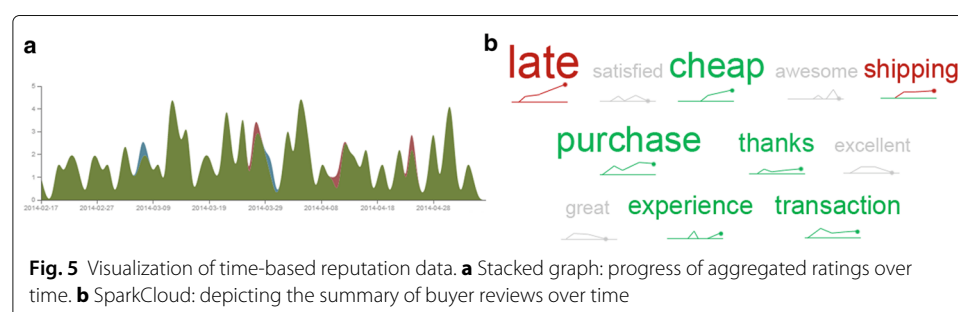 a
5
4
3
2
1
0
2014-02-17 2014-02-27 2014-03-09 2014-03-19 2014-03-29 2014-04-08 2014-04-18 2014-04-28
b
late satisfied cheap awesome shipping
purchase thanks excellent
great experience transaction
Fig. 5 Visualization of time-based reputation data. a Stacked graph: progress of aggregated ratings over
time. b SparkCloud: depicting the summary of buyer reviews over time